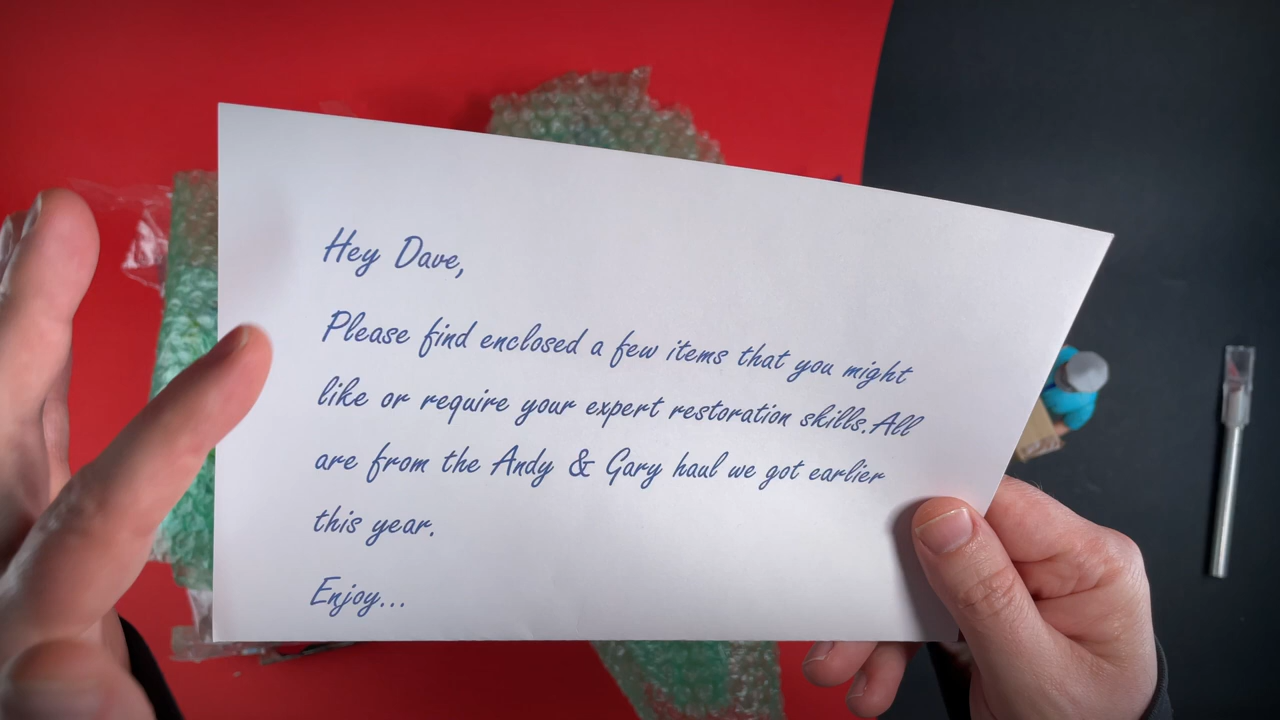 Hey Dave,
Please find enclosed a few items that you might
like or require your expert restoration skills.All
are from the Andy & Gary haul we got earlier
this year.
Enjoy...